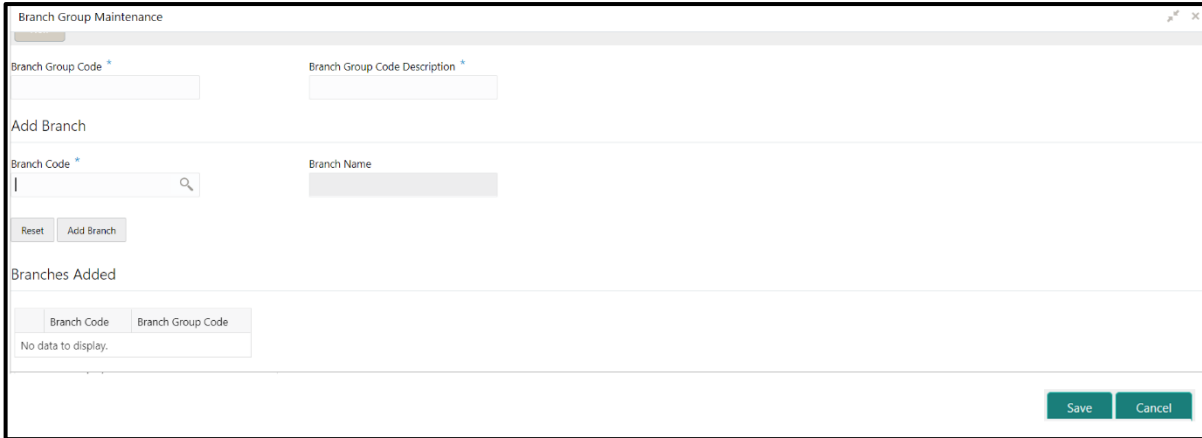 Branch Group Maintenance
Branch Group Code * Branch Group Code Description *
Add Branch
Branch Code * Branch Name
Reset Add Branch
Branches Added
Branch Code Branch Group Code
No data to display.
Save Cancel